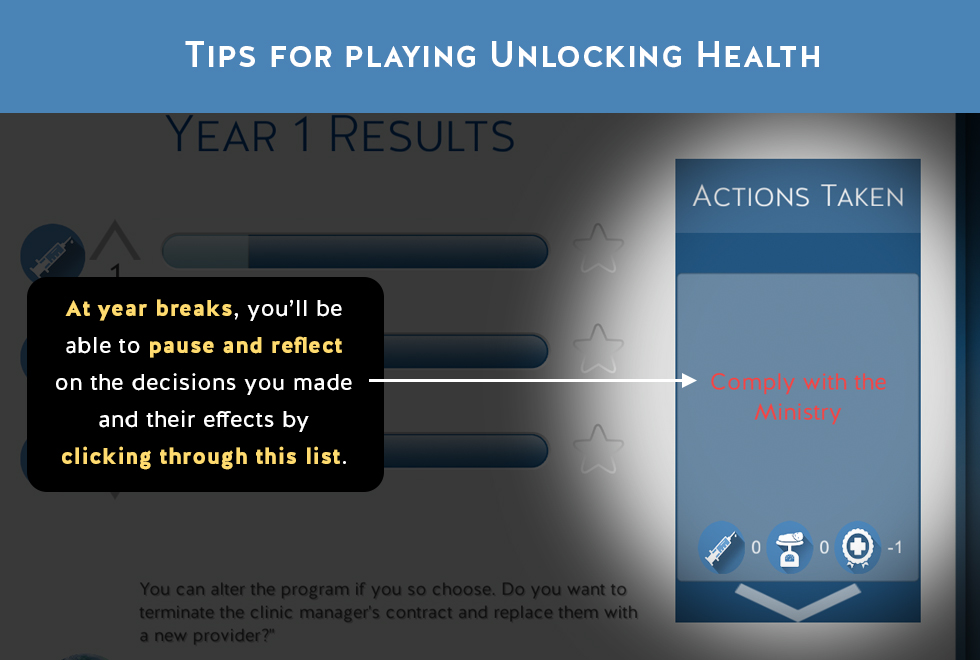 Tips for playing Unlocking Health
Year 1 Results
Actions Taken
1
At year breaks, you'll be
able to pause and reflect
on the decisions you made
and their effects by
clicking through this list.
Comply with the
Ministry
0 0 -1
You can alter the program if you so choose. Do you want to
terminate the clinic manager's contract and replace them with
a new provider?"